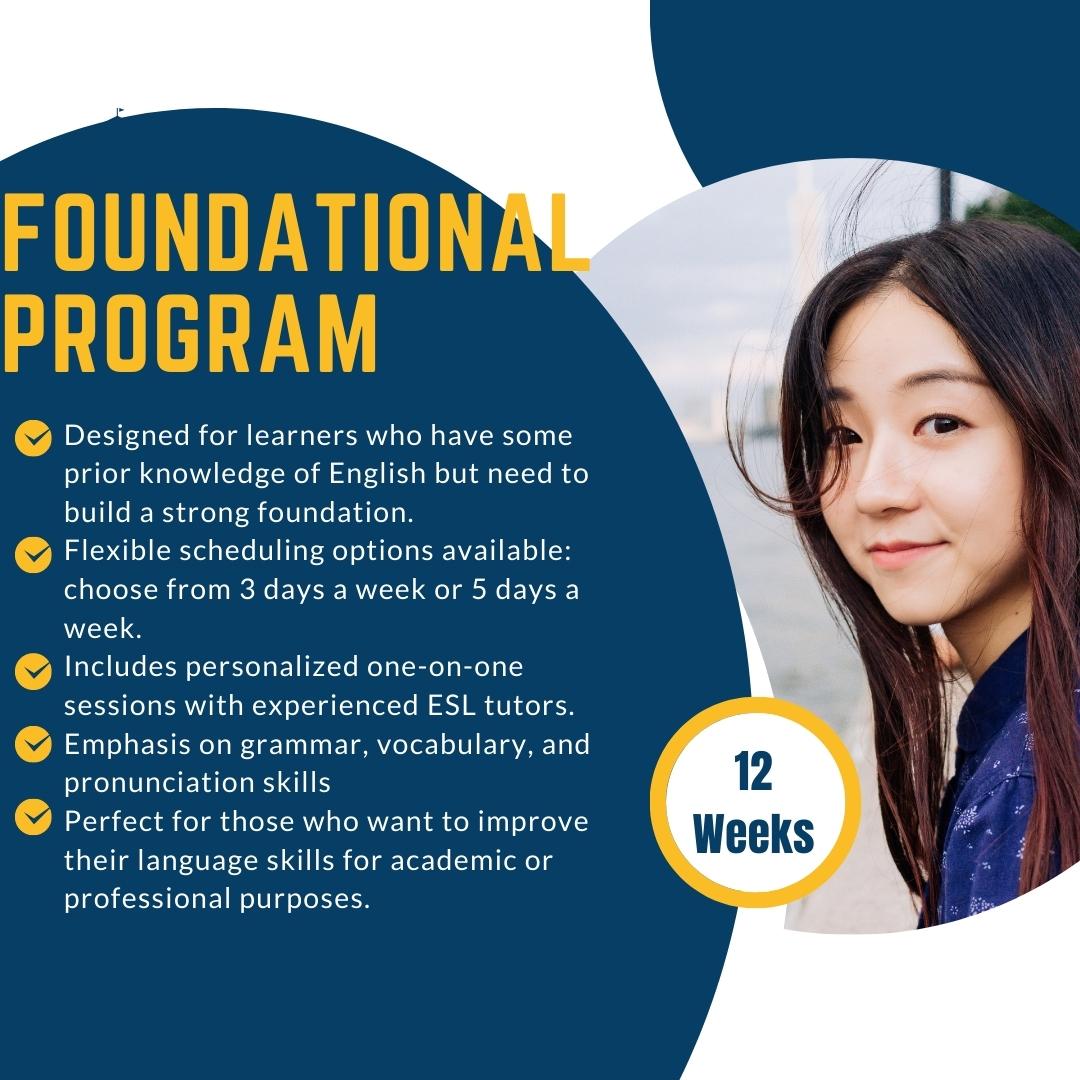 FOUNDATIONAL
PROGRAM
Designed for learners who have some
prior knowledge of English but need to
build a strong foundation.
Flexible scheduling options available:
choose from 3 days a week or 5 days a
week.
Includes personalized one-on-one
sessions with experienced ESL tutors.
Emphasis on grammar, vocabulary, and
pronunciation skills
Perfect for those who want to improve
their language skills for academic or
professional purposes.
12
Weeks